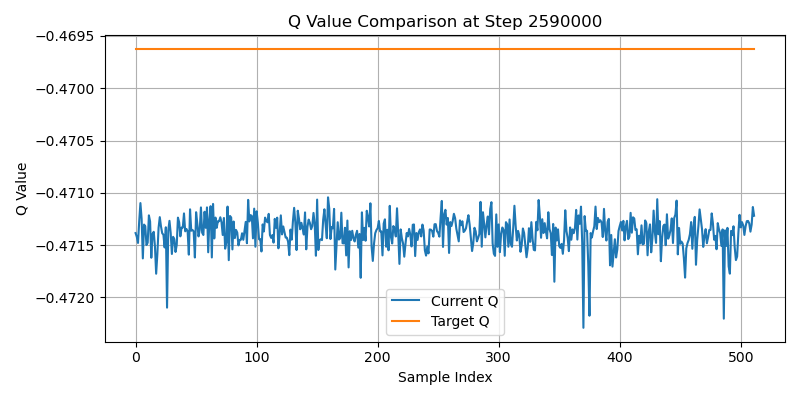 Q Value Comparison at Step 2590000
Q Value
−0.4695
−0.4700
−0.4705
−0.4710
−0.4715
−0.4720
Current Q
Target Q
0
100
200
300
400
500
Sample Index